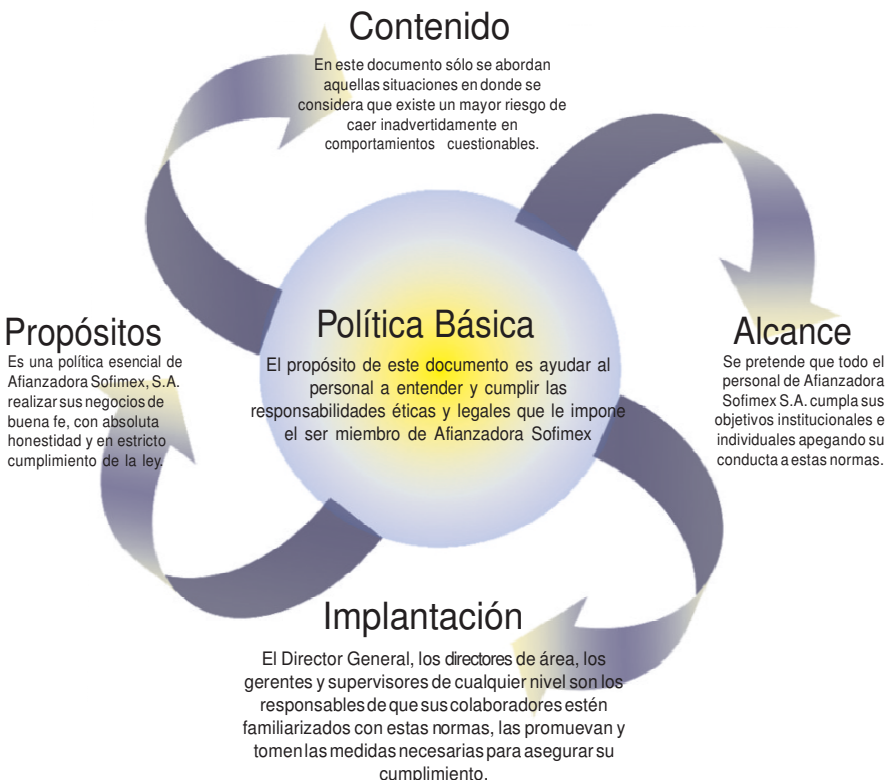 Contenido
En este documento sólo se abordan
aquellas situaciones en donde se
considera que existe un mayor riesgo de
caer inadvertidamente en
comportamientos cuestionables.
Propósitos
Es una política esencial de
Afianzadora Sofimex, S.A.
realizar sus negocios de
buena fe, con absoluta
honestidad y en estricto
cumplimiento de la ley.
Política Básica
El propósito de este documento es ayudar al
personal a entender y cumplir las
responsabilidades éticas y legales que le impone
el ser miembro de Afianzadora Sofimex
Alcance
Se pretende que todo el
personal de Afianzadora
Sofimex S.A. cumpla sus
objetivos institucionales e
individuales apegando su
conducta a estas normas.
Implantación
El Director General, los directores de área, los
gerentes y supervisores de cualquier nivel son los
responsables de que sus colaboradores estén
familiarizados con estas normas, las promuevan y
tomen las medidas necesarias para asegurar su
cumplimiento.